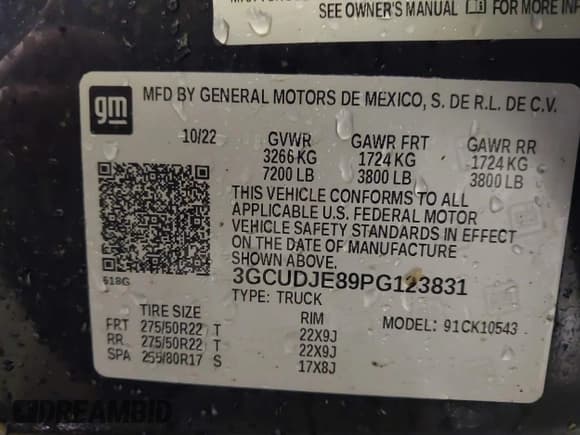 SEE OWNER'S MANUAL FOR MORE
gm
MFD BY GENERAL MOTORS DE MEXICO, S. DE R.L. DE C.V.
10/22 GVWR GAWR FRT GAWR RR
3266 KG 1724 KG 1724 KG
7200 LB 3800 LB 3800 LB
THIS VEHICLE CONFORMS TO ALL
APPLICABLE U.S. FEDERAL MOTOR
VEHICLE SAFETY STANDARDS IN EFFECT
ON THE DATE OF MANUFACTURE
SHOWN ABOVE.
618G 3GCUDJE89PG123831
TYPE: TRUCK
TIRE SIZE RIM MODEL: 91CK10543
FRT 275/50R22 T 22X9J
RR 275/50R22 T 22X9J
SPA 255/80R17 S 17X8J
DREAMBID